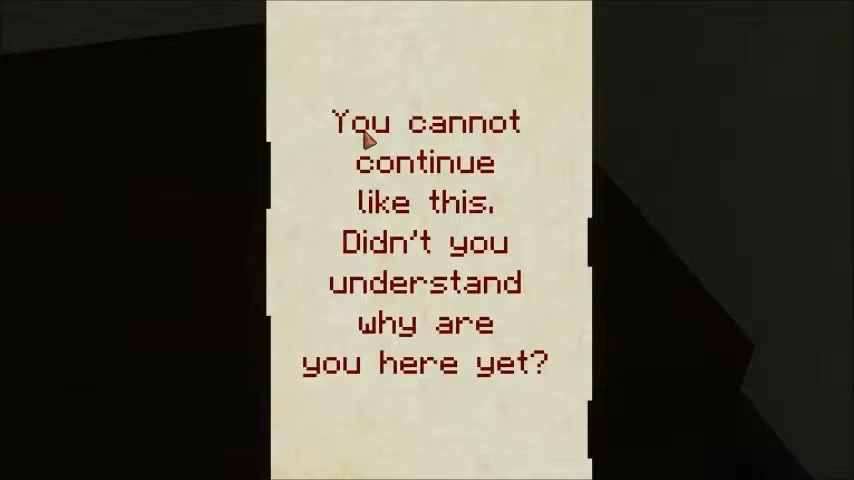 You cannot
continue
like this.
Didn't you
understand
why are
you here yet?